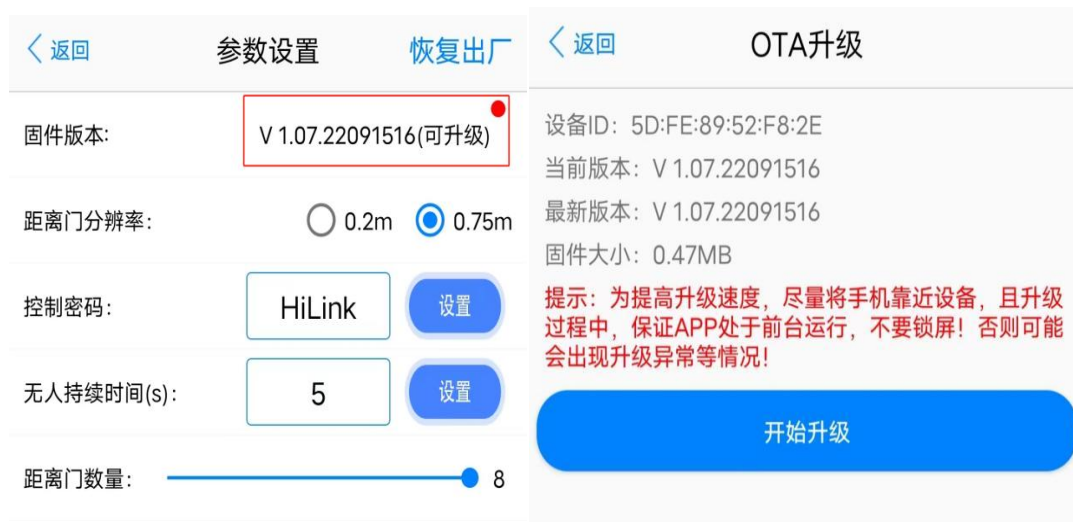 返回
参数设置
恢复出厂
固件版本:
V 1.07.22091516(可升级)
距离门分辨率:
0.2m
0.75m
控制密码:
HiLink
设置
无人持续时间(s):
5
设置
距离门数量:
8
返回
OTA升级
设备ID: 5D:FE:89:52:F8:2E
当前版本: V 1.07.22091516
最新版本: V 1.07.22091516
固件大小: 0.47MB
提示:为提高升级速度,尽量将手机靠近设备,且升级
过程中,保证APP处于前台运行,不要锁屏!否则可能
会出现升级异常等情况!
开始升级